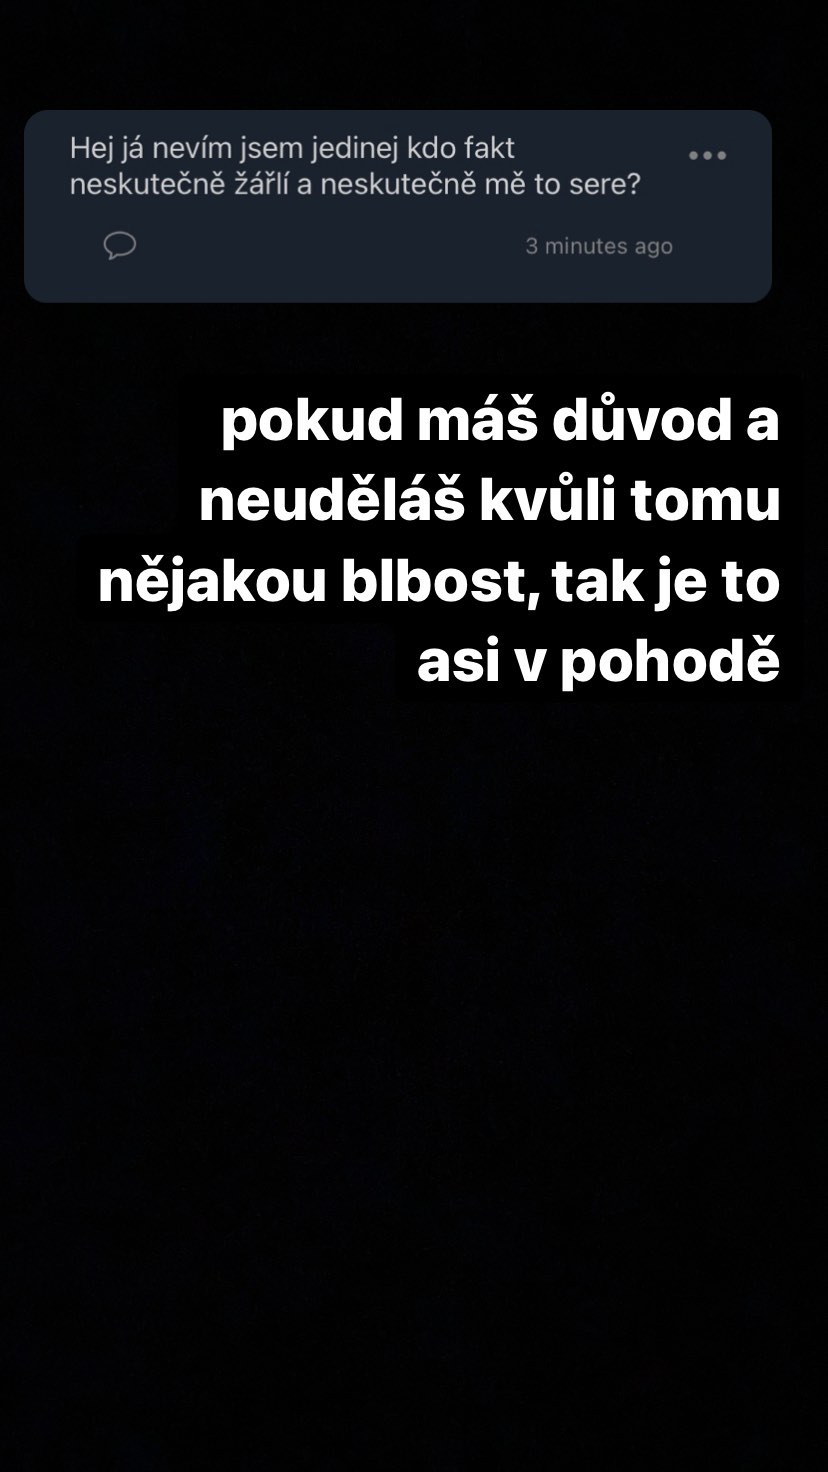 Hej já nevím jsem jedinej kdo fakt
neskutečně žářlí a neskutečně mě to sere?
3 minutes ago
pokud máš důvod a
neuděláš kvůli tomu
nějakou blbost, tak je to
asi v pohodě